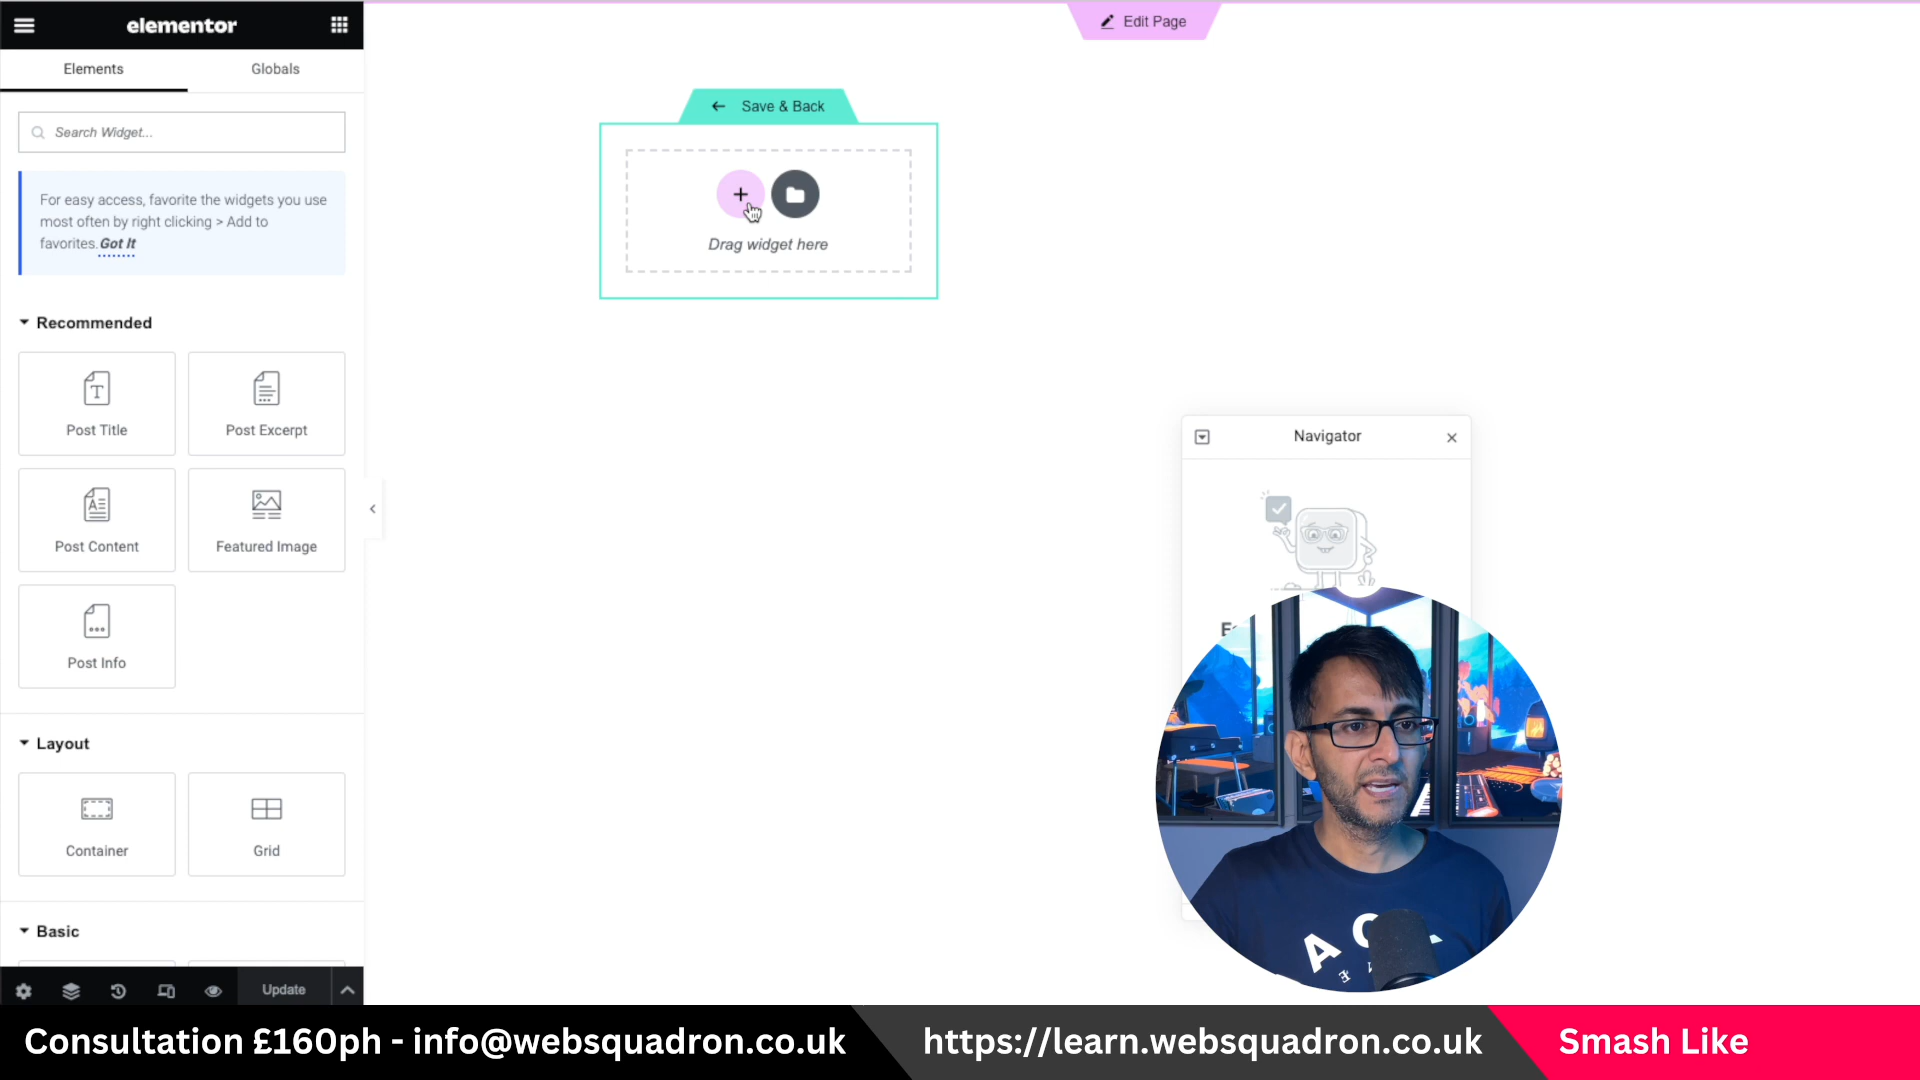 elementor
Edit Page
Elements
Globals
Save & Back
Search Widget...
For easy access, favorite the widgets you use
most often by right clicking > Add to
favorites. Got It
Drag widget here
Recommended
Post Title
Post Excerpt
Navigator
Post Content
Featured Image
Post Info
Layout
Container
Grid
Basic
Update
Consultation £160ph - info@websquadron.co.uk
https://learn.websquadron.co.uk
Smash Like